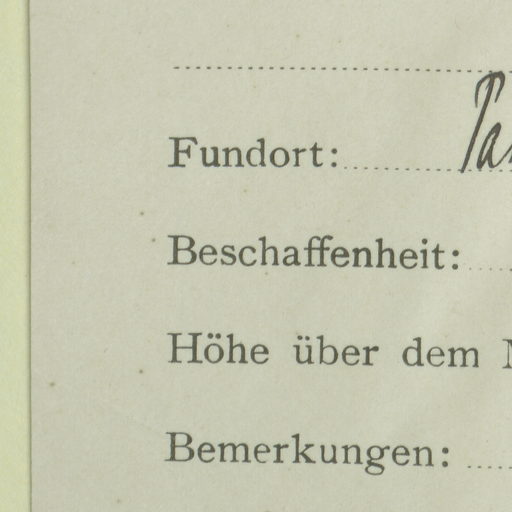 Fundort:
Beschaffenheit:
Höhe über dem
Bemerkungen: